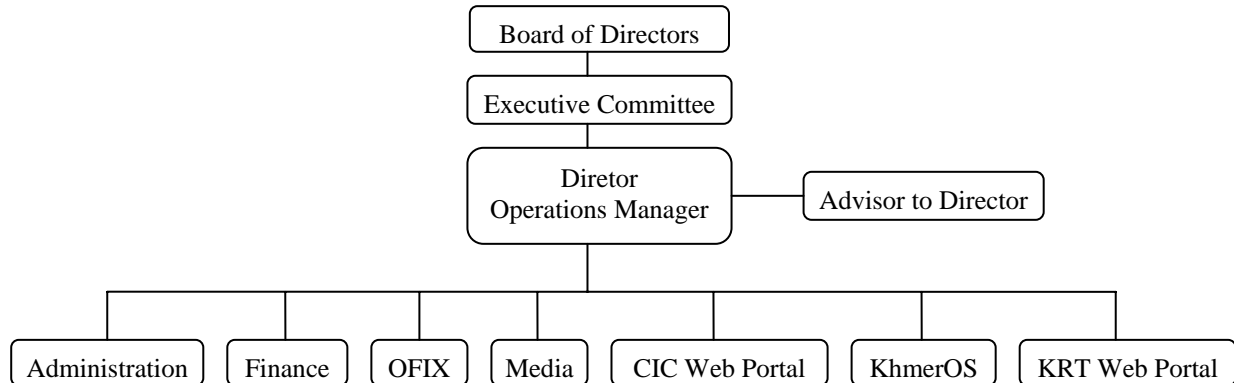 Board of Directors
Executive Committee
Diretor
Operations Manager
Advisor to Director
Administration
Finance
OFIX
Media
CIC Web Portal
KhmerOS
KRT Web Portal